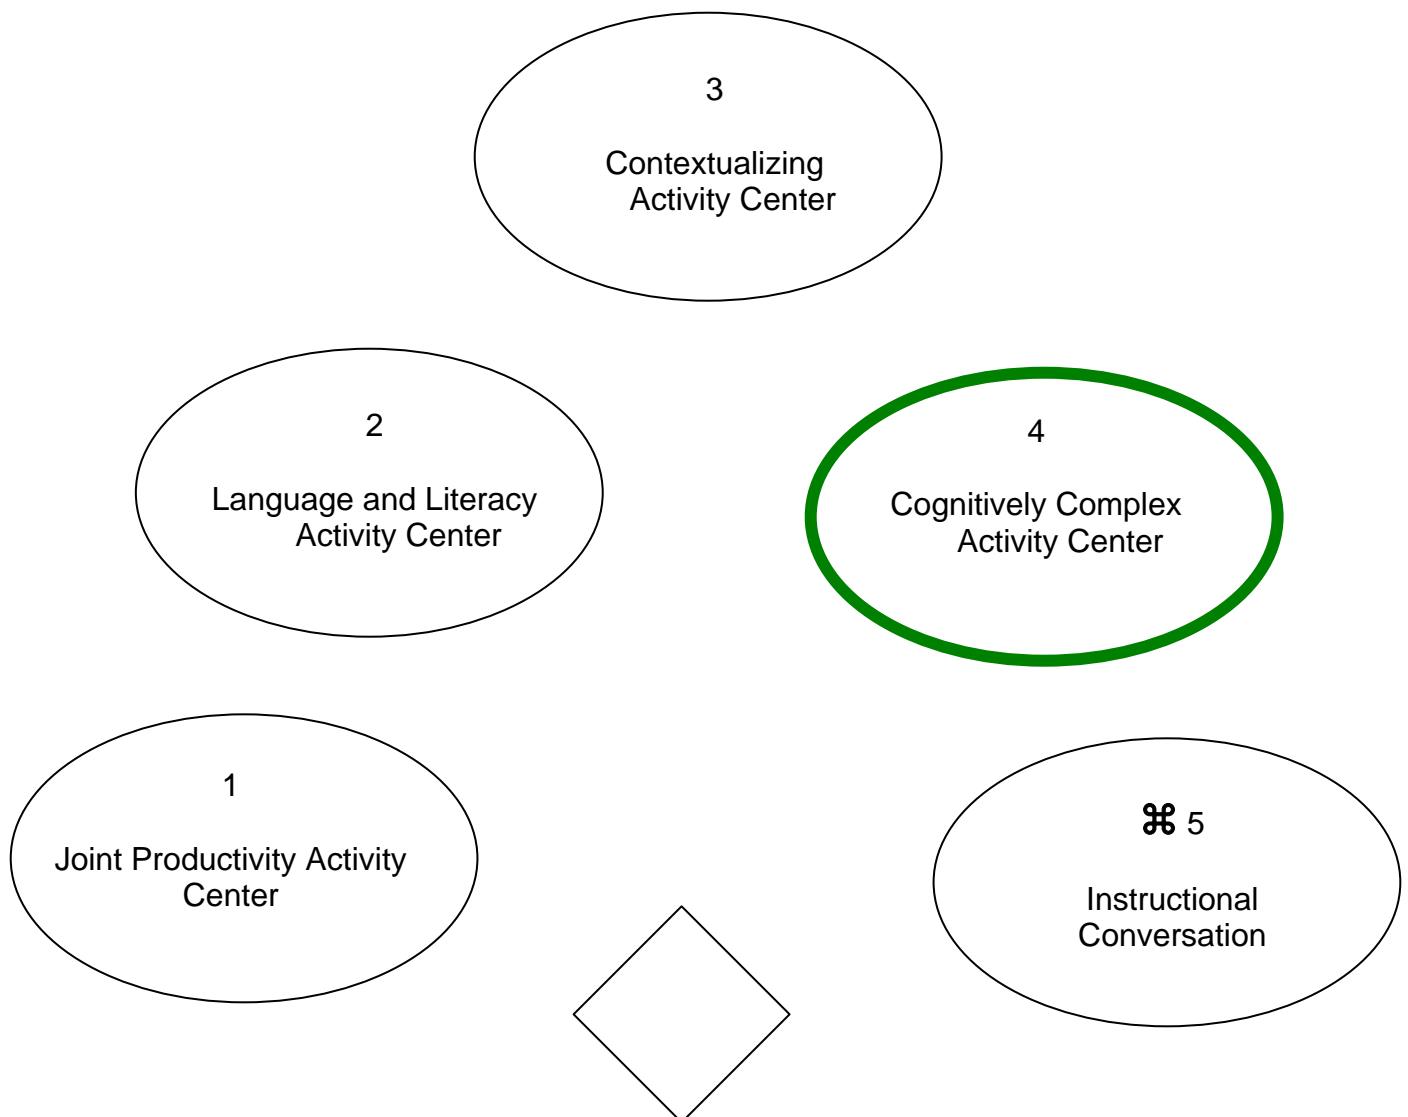 3
Contextualizing
Activity Center
2
Language and Literacy
Activity Center
4
Cognitively Complex
Activity Center
1
Joint Productivity Activity
Center
⌘ 5
Instructional
Conversation